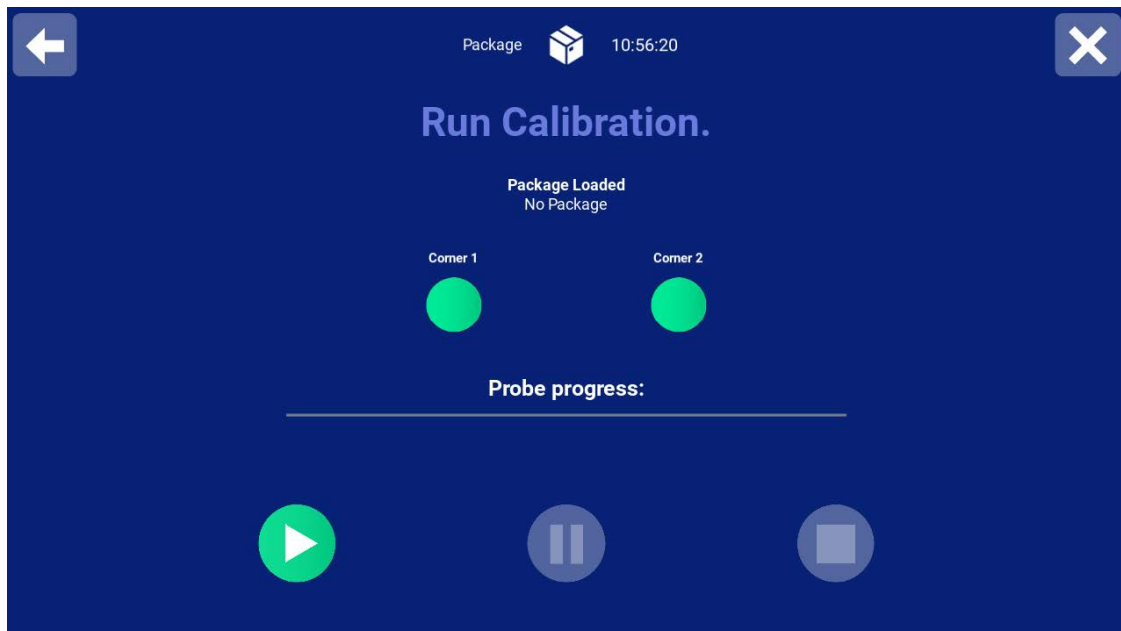 Package 10:56:20
Run Calibration.
Package Loaded
No Package
Corner 1 Corner 2
Probe progress: